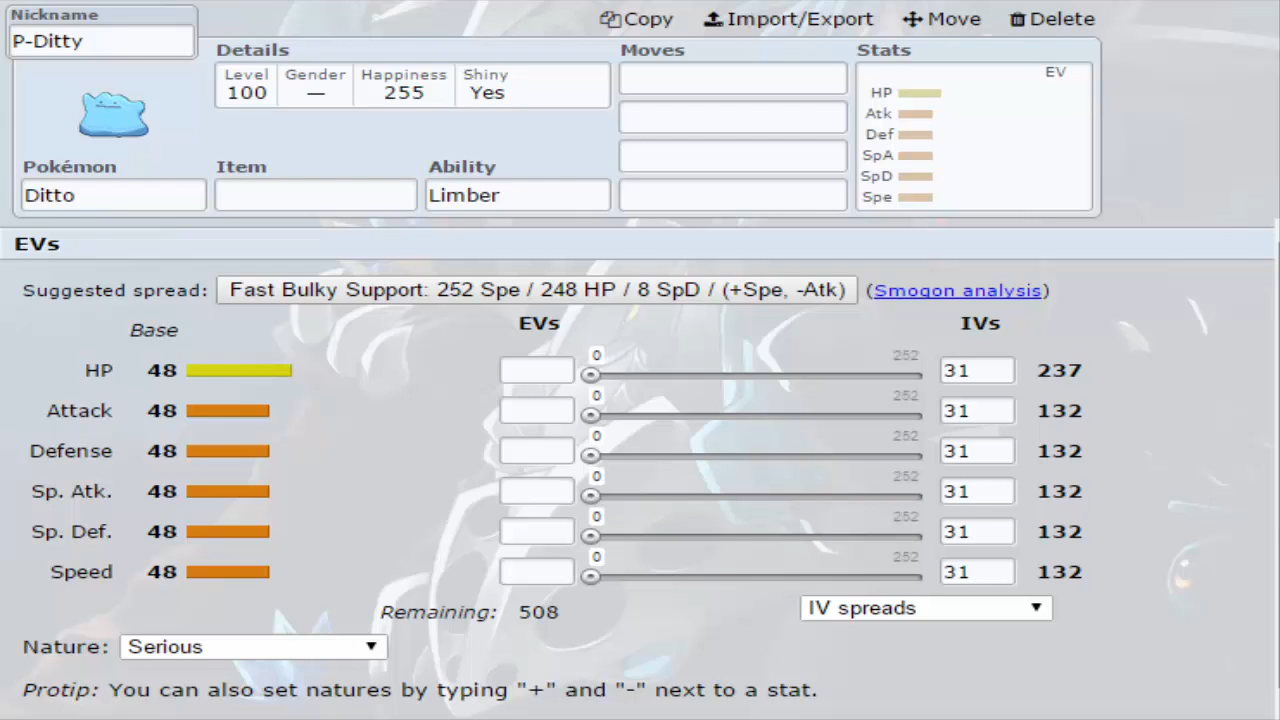 Nickname
P-Ditty
Copy Import/Export Move Delete
Details
Level Gender Happiness Shiny
100 — 255 Yes
Moves
Stats
EV
HP
Atk
Def
SpA
SpD
Spe
Pokémon Item Ability
Ditto Limber
EVs
Suggested spread: Fast Bulky Support: 252 Spe / 248 HP / 8 SpD / (+Spe, -Atk) (Smogon analysis)
Base EVs IVs
0 252
HP 48 31 237
0 252
Attack 48 31 132
0 252
Defense 48 31 132
0 252
Sp. Atk. 48 31 132
0 252
Sp. Def. 48 31 132
0 252
Speed 48 31 132
Remaining: 508 IV spreads
Nature: Serious
Protip: You can also set natures by typing "+" and "-" next to a stat.